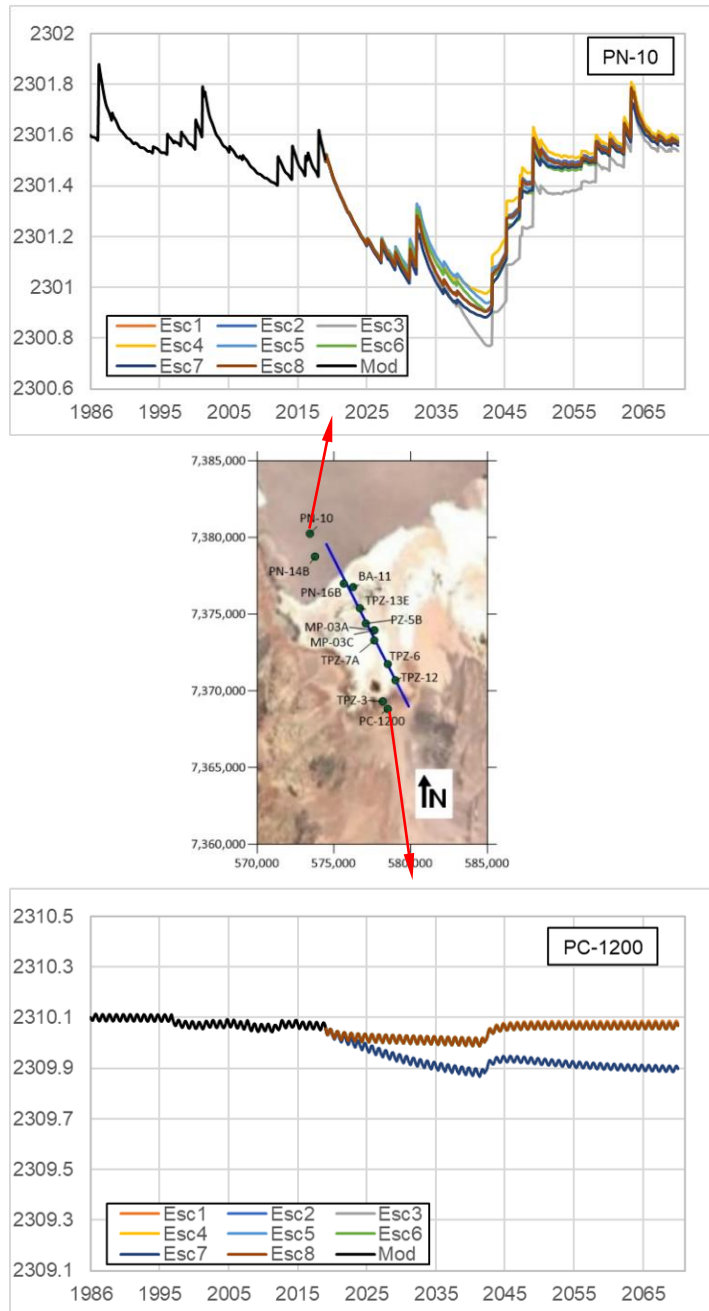 2302
PN-10
2301.8
2301.6
2301.4
2301.2
2301
2300.8
2300.6
Esc1 Esc2 Esc3
Esc4 Esc5 Esc6
Esc7 Esc8 Mod
1986 1995 2005 2015 2025 2035 2045 2055 2065
7,385,000
PN-10
7,380,000
PN-14B
BA-11
PN-16B
TPZ-13E
7,375,000
MP-03A PZ-5B
MP-03C
TPZ-7A
TPZ-6
7,370,000
TPZ-12
TPZ-3
PC-1200
7,365,000
N
7,360,000
570,000 575,000 580,000 585,000
2310.5
PC-1200
2310.3
2310.1
2309.9
2309.7
2309.5
2309.3
2309.1
Esc1 Esc2 Esc3
Esc4 Esc5 Esc6
Esc7 Esc8 Mod
1986 1995 2005 2015 2025 2035 2045 2055 2065